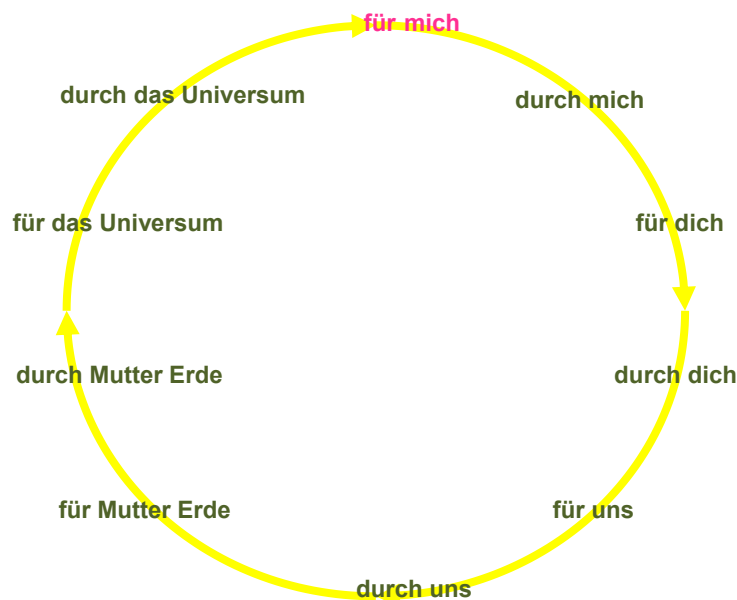 für mich
durch mich
für dich
durch dich
für uns
durch uns
für Mutter Erde
durch Mutter Erde
für das Universum
durch das Universum